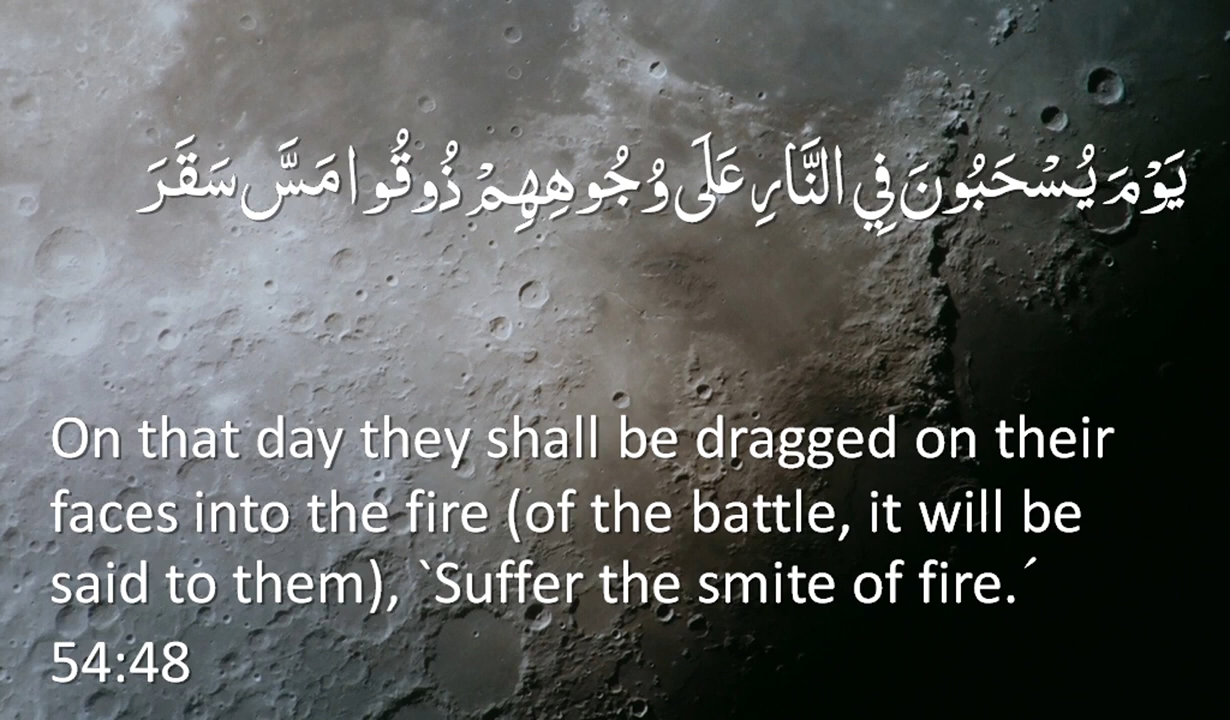 يَوْمَ يُسْحَبُونَ فِي النَّارِ عَلَى وُجُوهِهِمْ ذُوقُوا مَسَّ سَقَرَ
On that day they shall be dragged on their
faces into the fire (of the battle, it will be
said to them), `Suffer the smite of fire.´
54:48